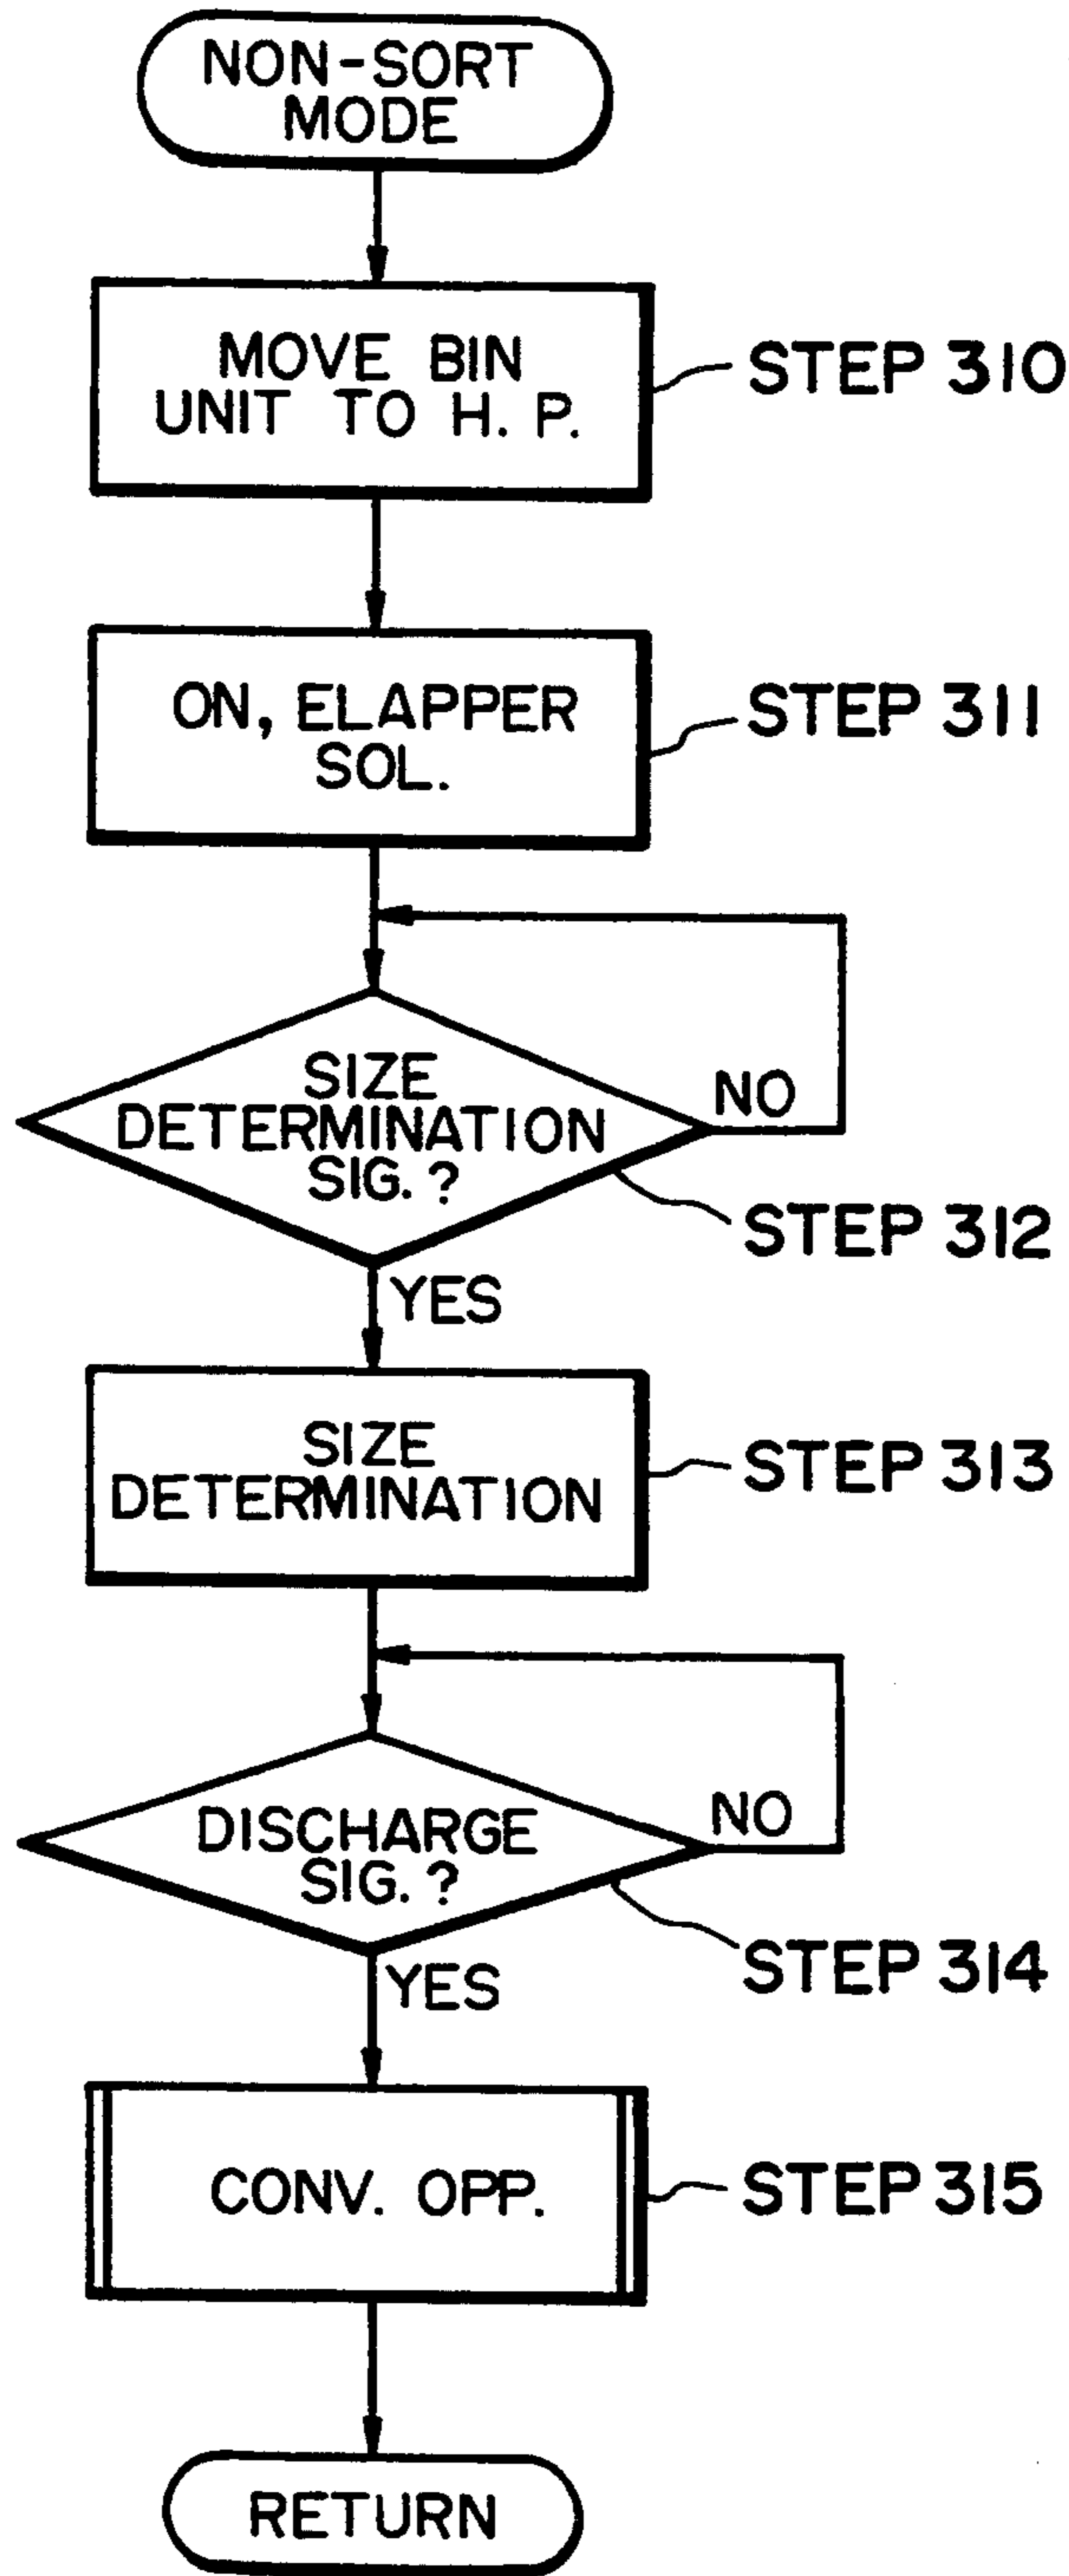 NON-SORT
MODE
MOVE BIN
UNIT TO H. P.
STEP 310
ON, ELAPPER
SOL.
STEP 311
SIZE
DETERMINATION
SIG. ?
NO
STEP 312
YES
SIZE
DETERMINATION
STEP 313
DISCHARGE
SIG. ?
NO
STEP 314
YES
CONV. OPP.
STEP 315
RETURN